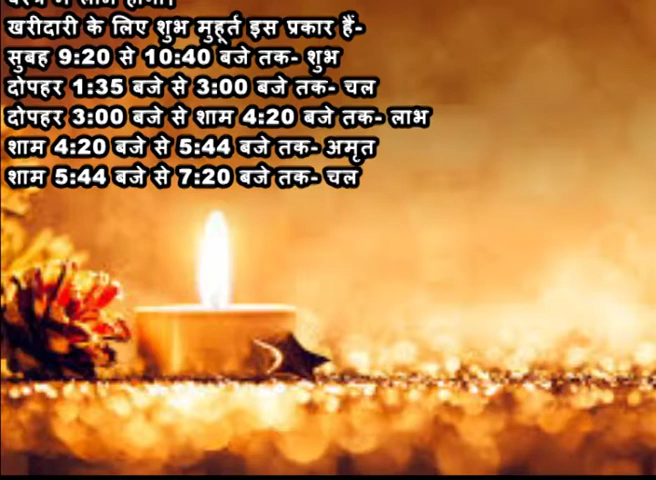 खरीदारी के लिए शुभ मुहूर्त इस प्रकार हैं-
सुबह 9:20 से 10:40 बजे तक- शुभ
दोपहर 1:35 बजे से 3:00 बजे तक- चल
दोपहर 3:00 बजे से शाम 4:20 बजे तक- लाभ
शाम 4:20 बजे से 5:44 बजे तक- अमृत
शाम 5:44 बजे से 7:20 बजे तक- चल